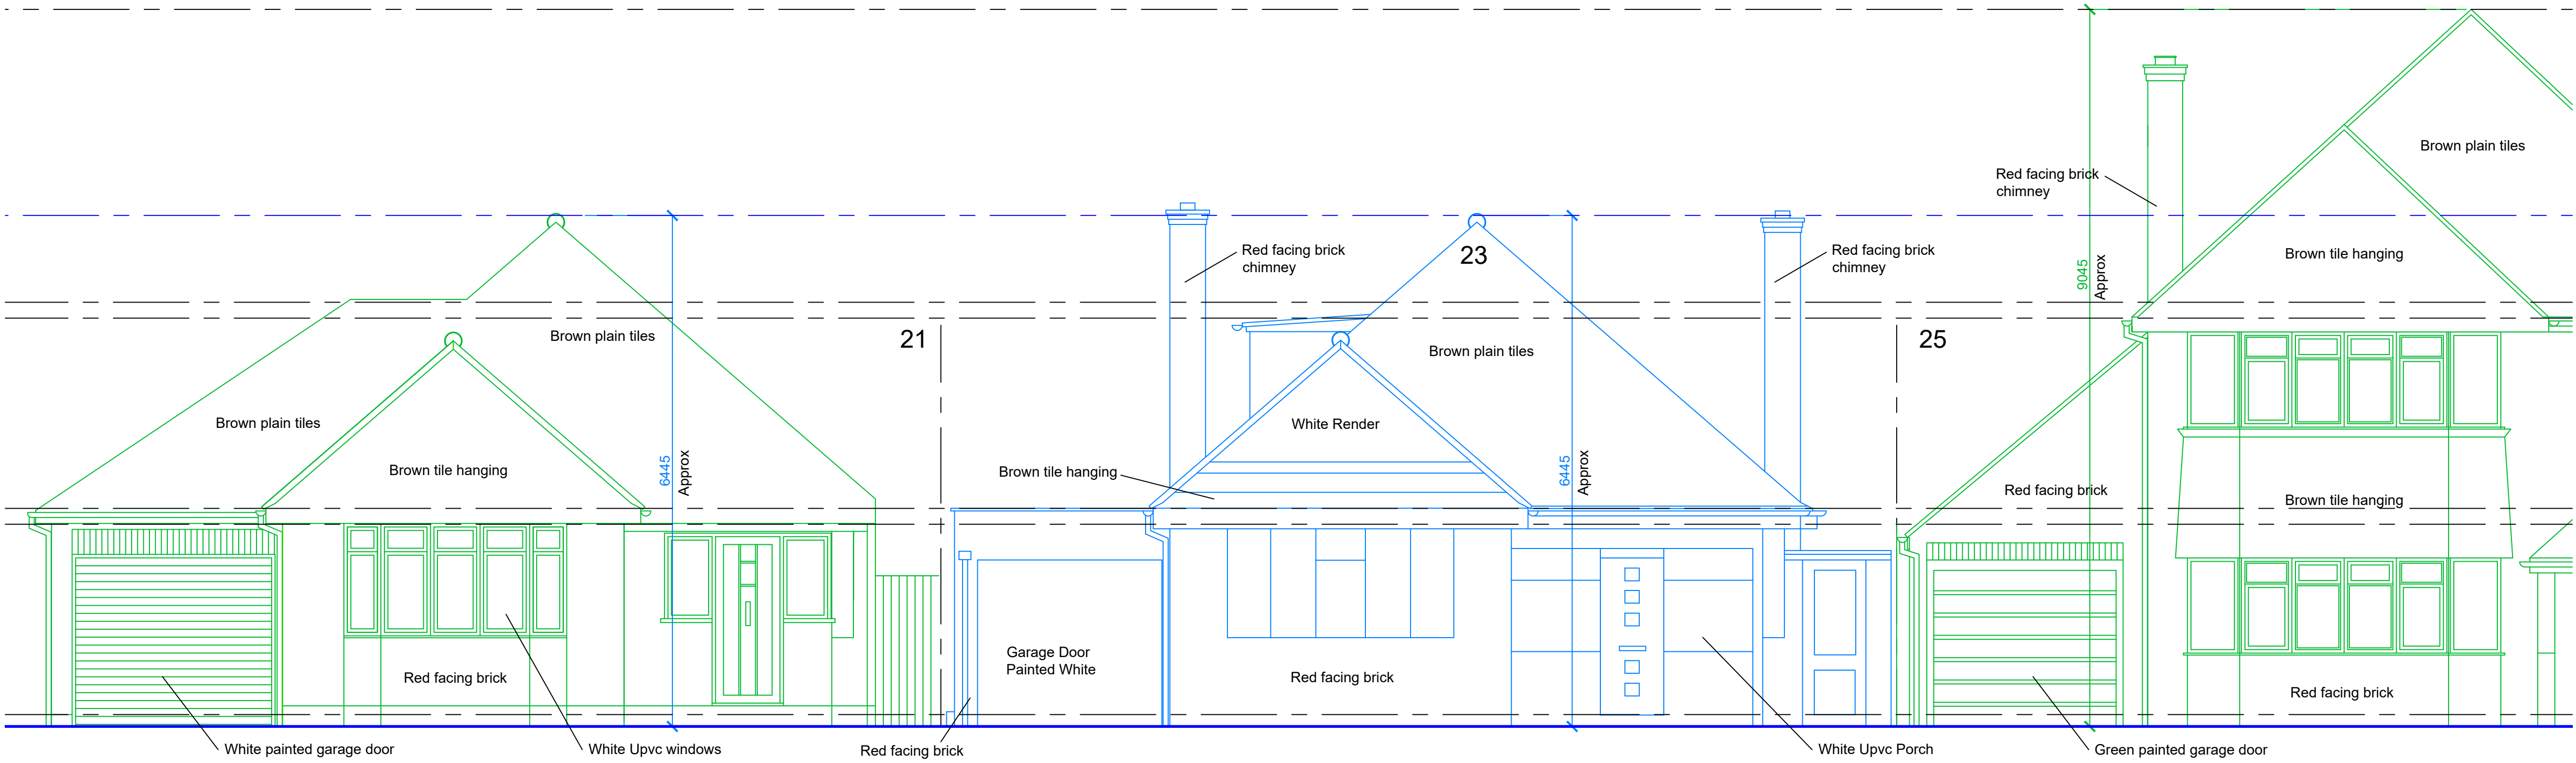 Brown plain tiles
Brown tile hanging
Brown plain tiles
6445
Approx
Red facing brick
White painted garage door
White Upvc windows
21
Red facing brick
chimney
23
Red facing brick
chimney
Brown plain tiles
White Render
Brown tile hanging
6445
Approx
Garage Door
Painted White
Red facing brick
Red facing brick
White Upvc Porch
25
Red facing brick
chimney
9045
Approx
Brown plain tiles
Brown tile hanging
Red facing brick
Brown tile hanging
Red facing brick
Green painted garage door